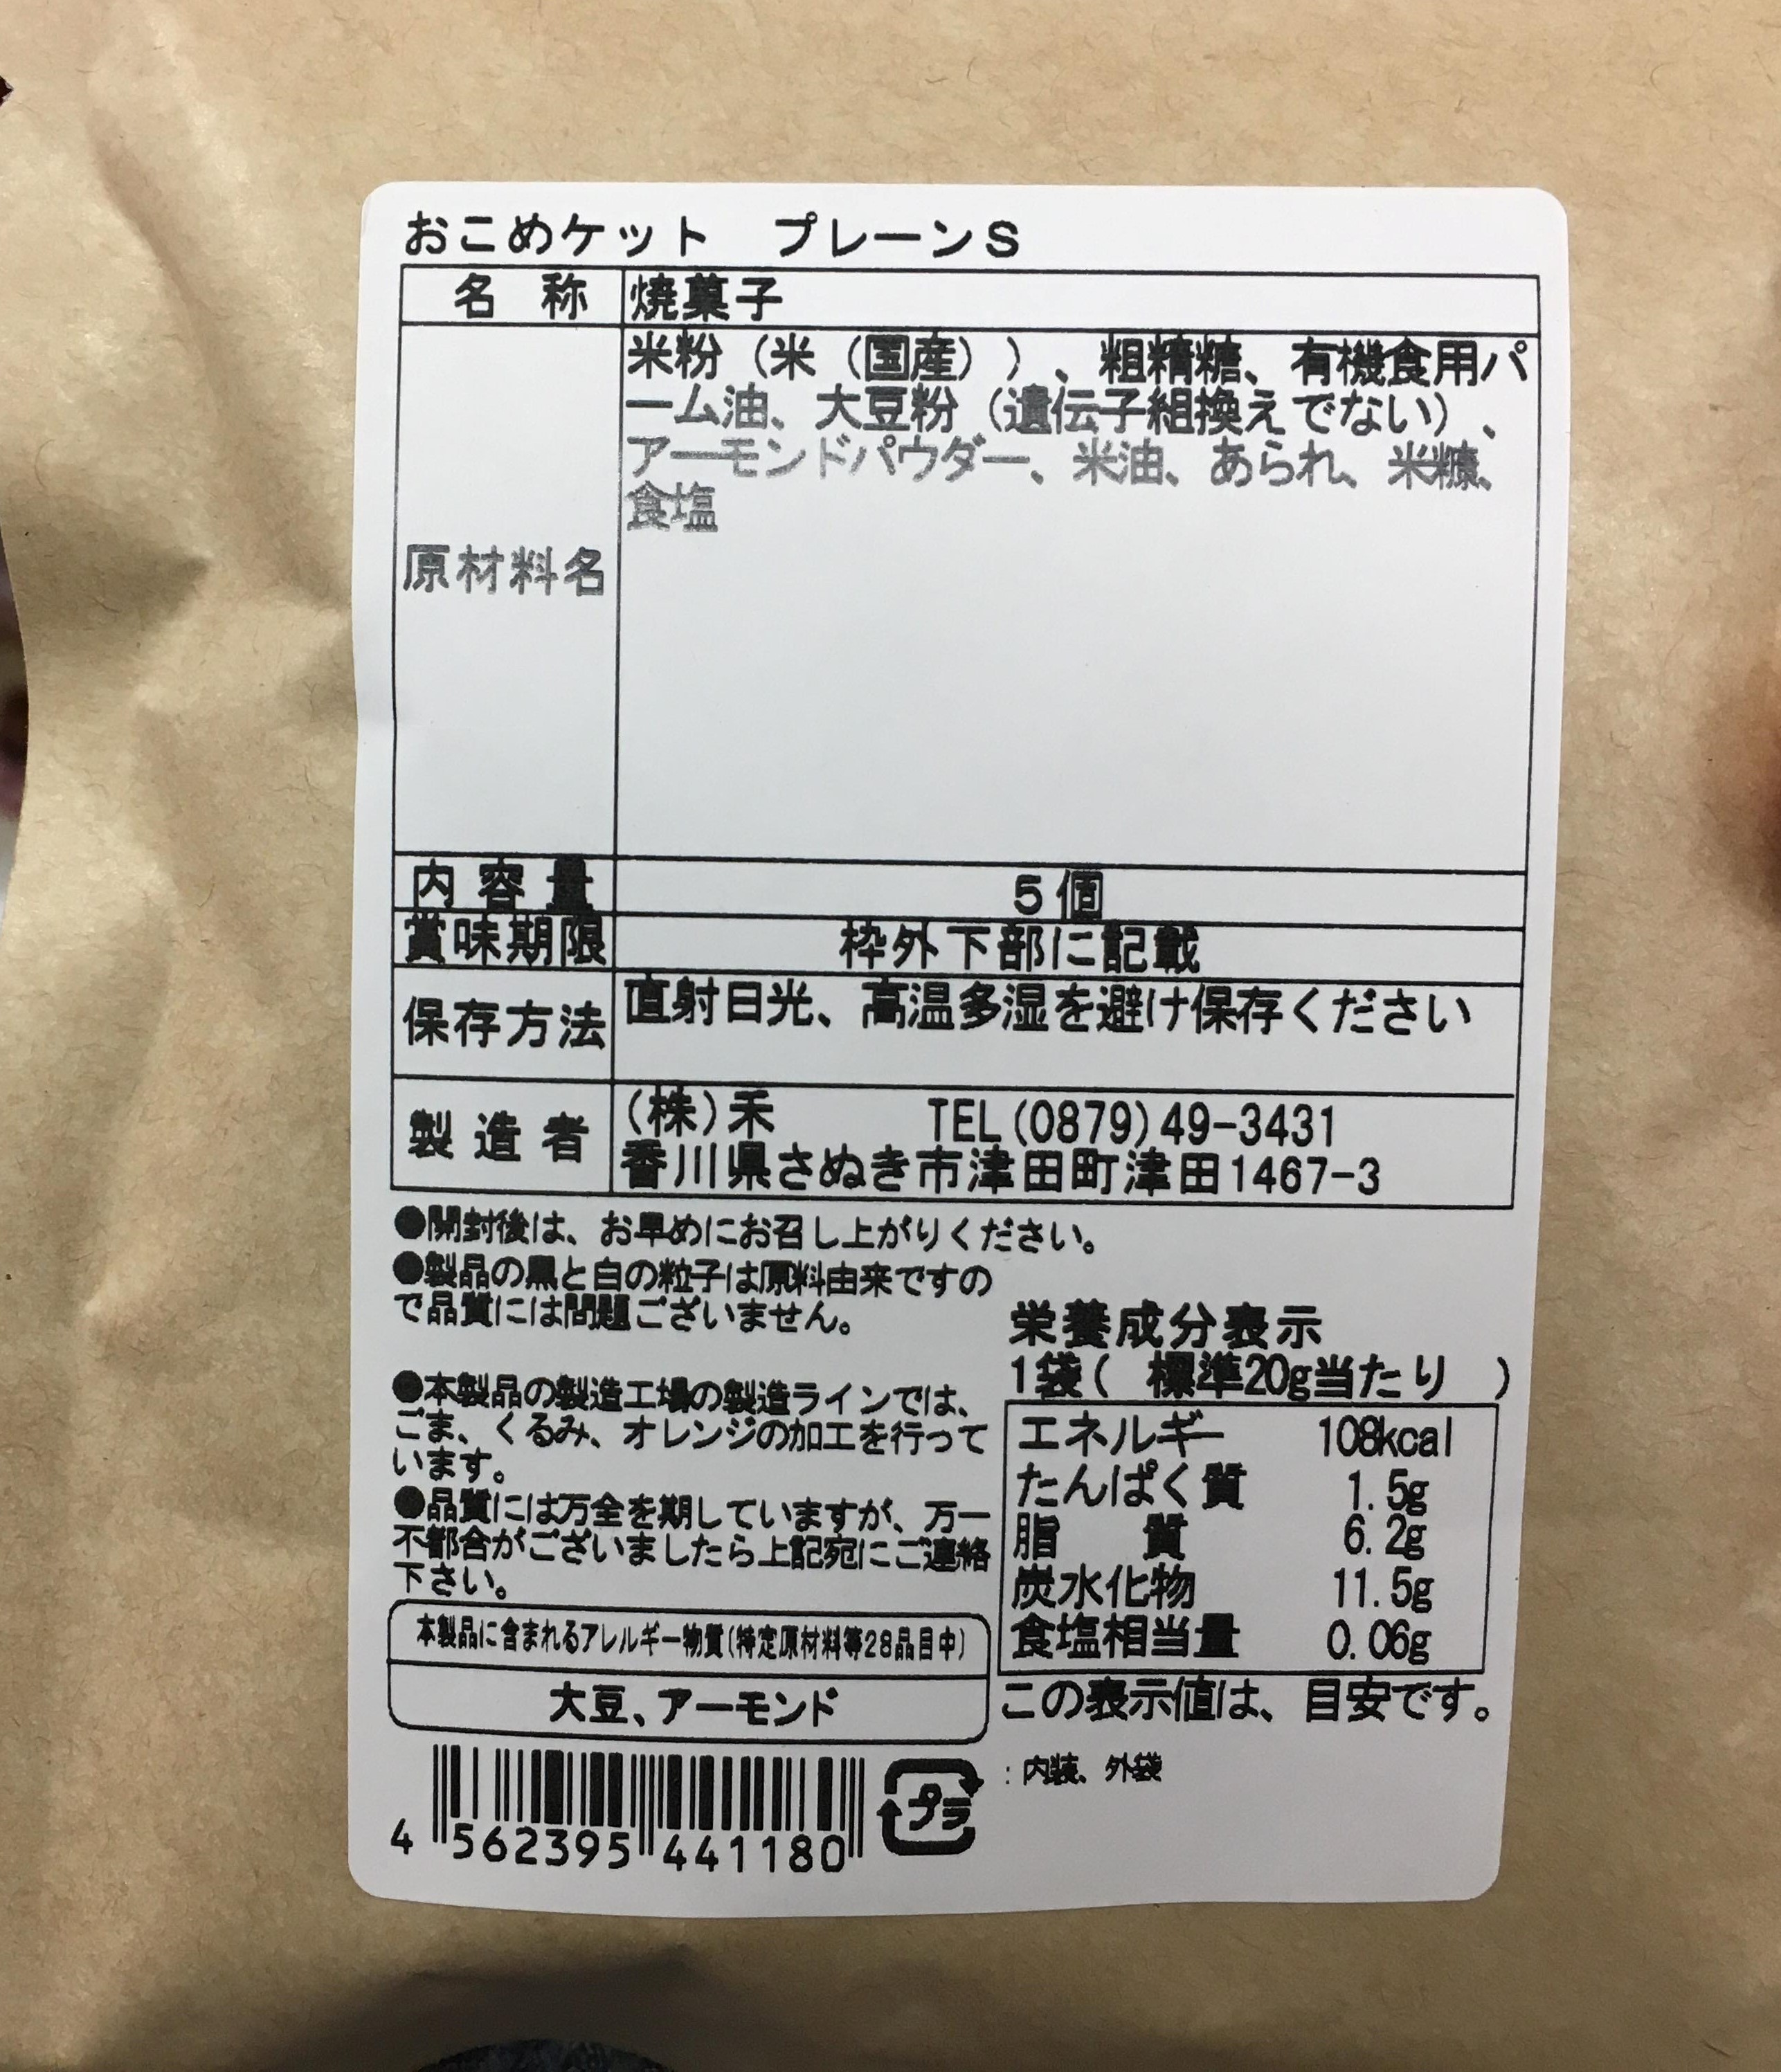 おこめケット　プレーンS
名　称　焼菓子
原材料名
米粉（米（国産））、粗精糖、有機食用パ
ーム油、大豆粉（遺伝子組換えでない）、
アーモンドパウダー、米油、あられ、米糠、
食塩
内容量　5個
賞味期限　枠外下部に記載
保存方法　直射日光、高温多湿を避け保存ください
製造者
(株)禾　TEL(0879)49-3431
香川県さぬき市津田町津田1467-3
●開封後は、お早めにお召し上がりください。
●製品の黒と白の粒子は原料由来ですの
で品質には問題ございません。
●本製品の製造工場の製造ラインでは、
ごま、くるみ、オレンジの加工を行って
います。
●品質には万全を期していますが、万一
不都合がございましたら上記宛にご連絡
下さい。
本製品に含まれるアレルギー物質(特定原材料等28品目中)
大豆、アーモンド
栄養成分表示
1袋(　標準20g当たり　)
エネルギー　108kcal
たんぱく質　1.5g
脂　質　6.2g
炭水化物　11.5g
食塩相当量　0.06g
この表示値は、目安です。
4 562395 441180
プラ：内装、外袋